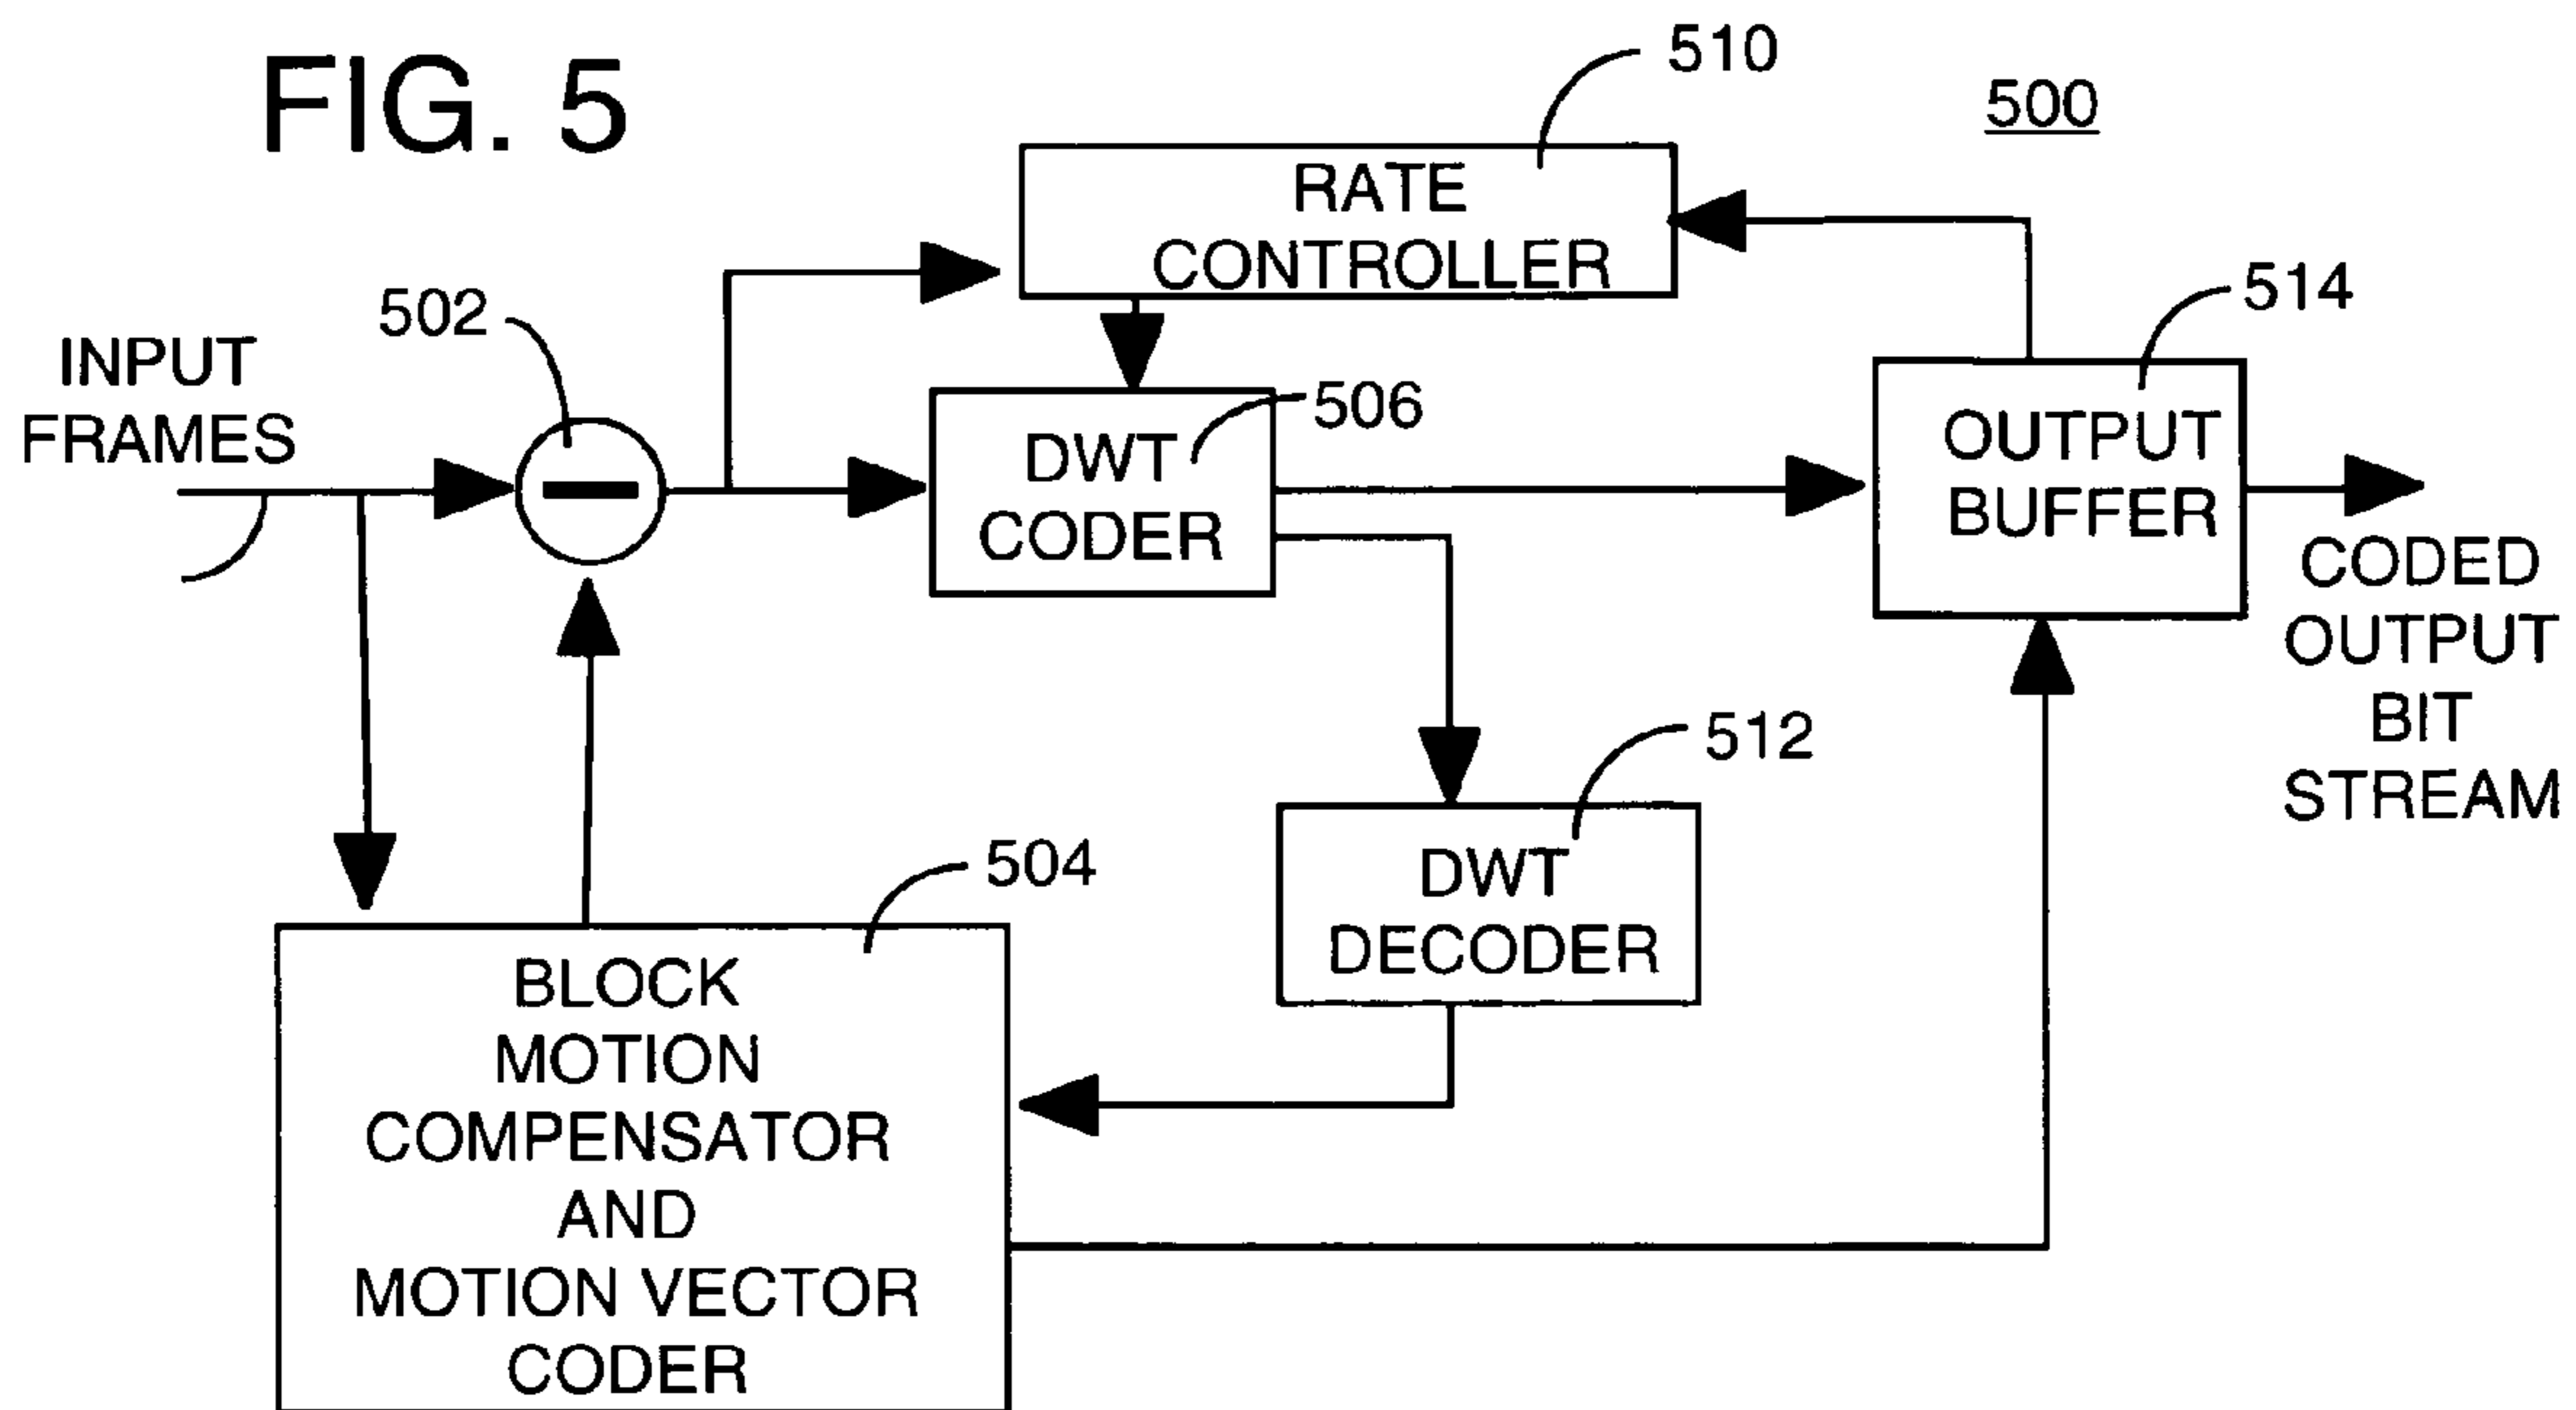 FIG. 5
510
500
RATE
CONTROLLER
502
514
INPUT
FRAMES
506
DWT
CODER
OUTPUT
BUFFER
CODED
OUTPUT
BIT
STREAM
512
DWT
DECODER
504
BLOCK
MOTION
COMPENSATOR
AND
MOTION VECTOR
CODER